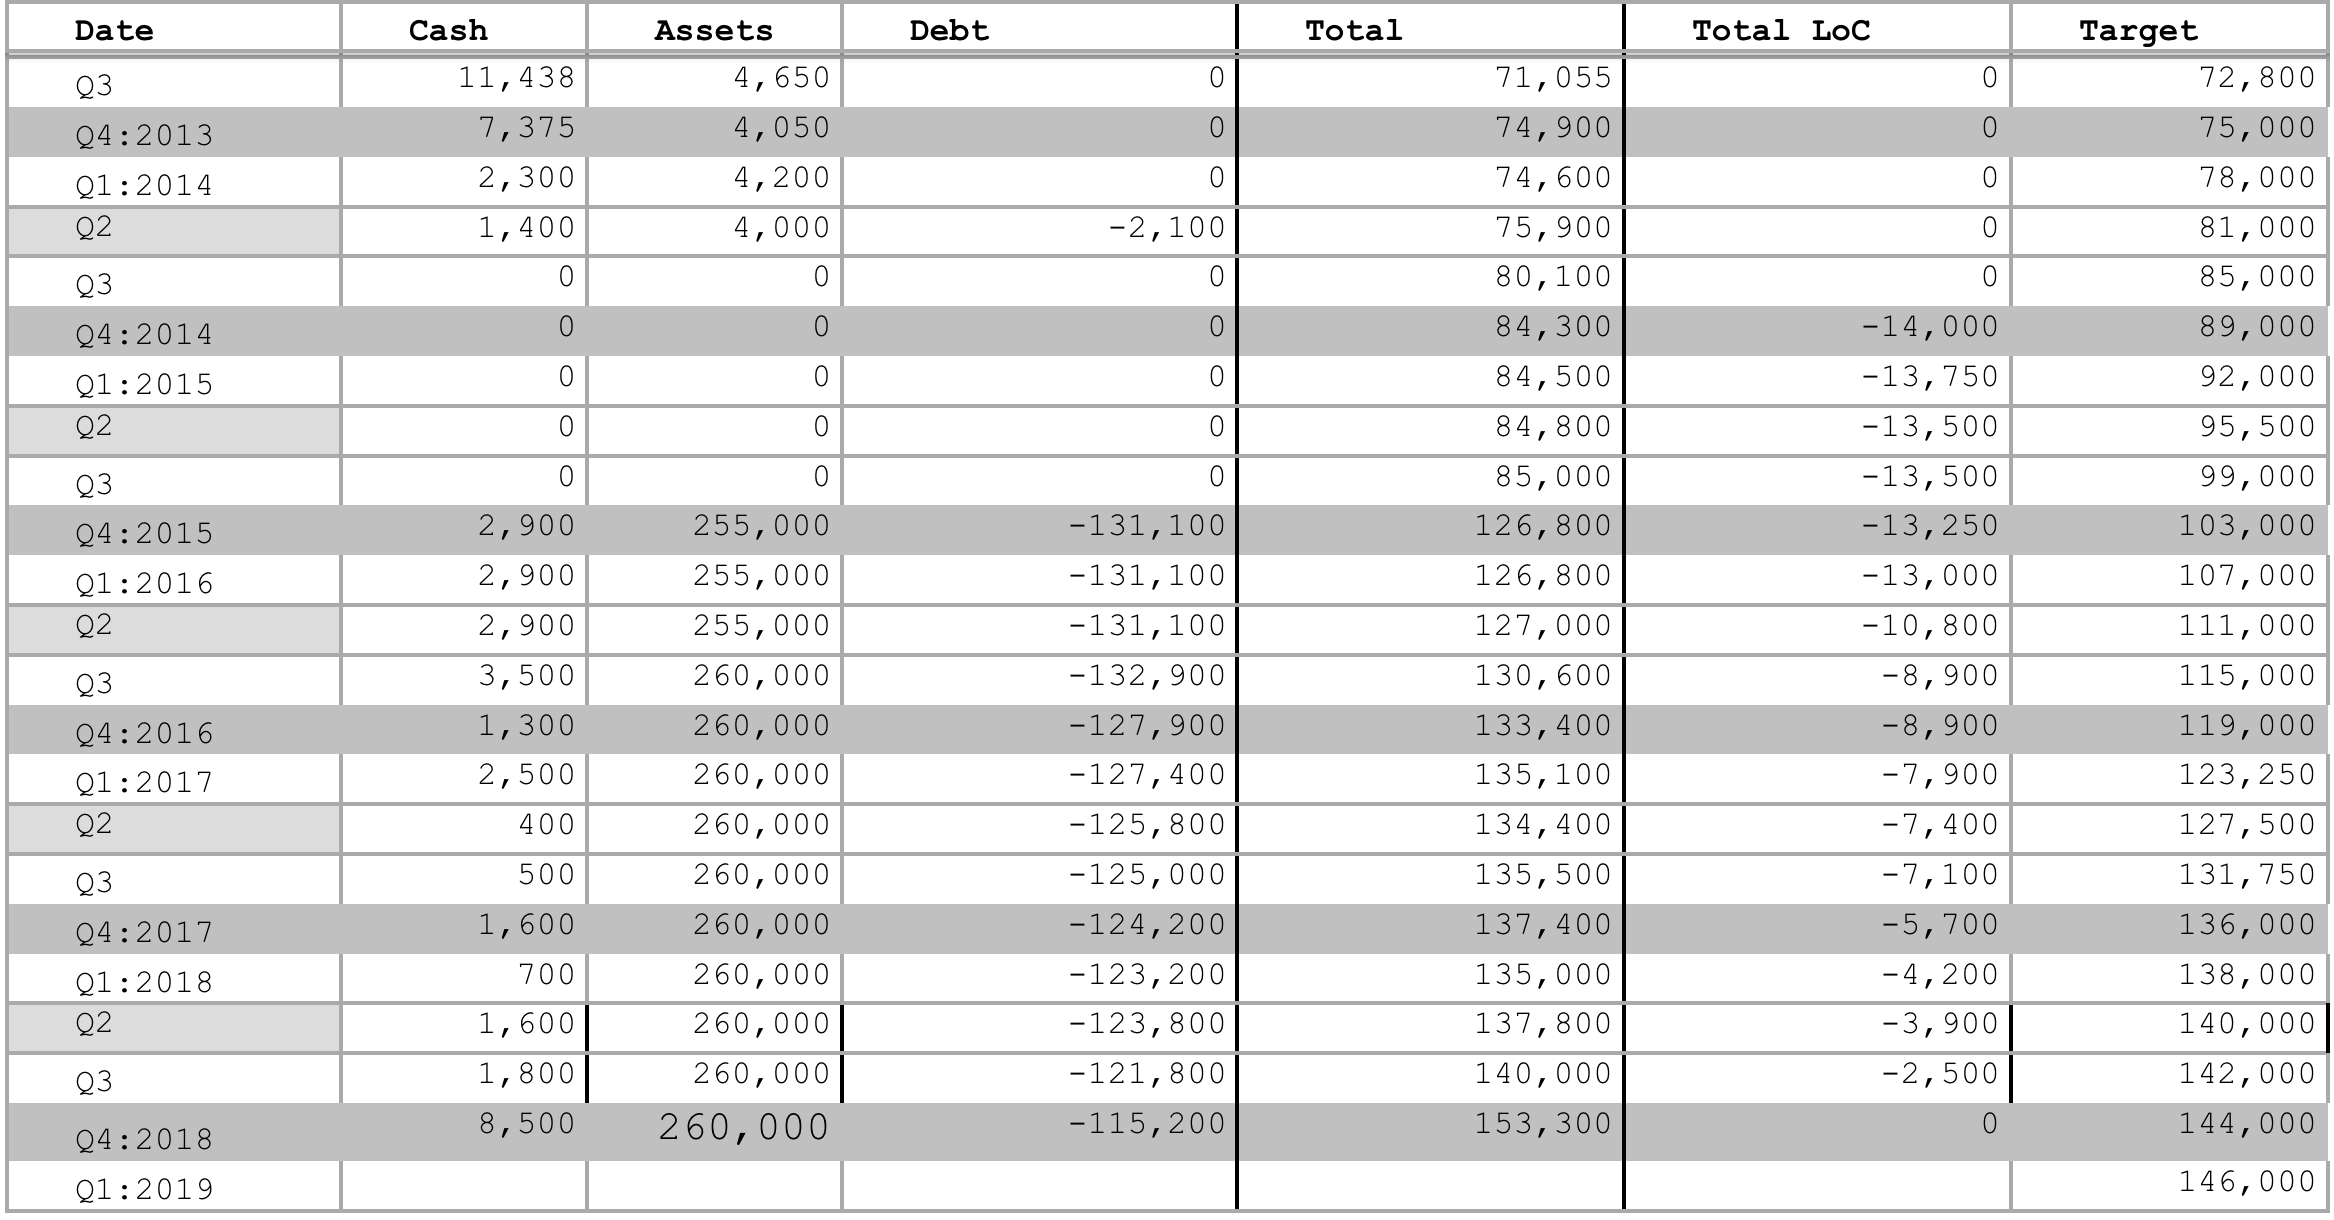 Date Cash Assets Debt Total Total LoC Target
Q3 11,438 4,650 0 71,055 0 72,800
Q4:2013 7,375 4,050 0 74,900 0 75,000
Q1:2014 2,300 4,200 0 74,600 0 78,000
Q2 1,400 4,000 -2,100 75,900 0 81,000
Q3 0 0 0 80,100 0 85,000
Q4:2014 0 0 0 84,300 -14,000 89,000
Q1:2015 0 0 0 84,500 -13,750 92,000
Q2 0 0 0 84,800 -13,500 95,500
Q3 0 0 0 85,000 -13,500 99,000
Q4:2015 2,900 255,000 -131,100 126,800 -13,250 103,000
Q1:2016 2,900 255,000 -131,100 126,800 -13,000 107,000
Q2 2,900 255,000 -131,100 127,000 -10,800 111,000
Q3 3,500 260,000 -132,900 130,600 -8,900 115,000
Q4:2016 1,300 260,000 -127,900 133,400 -8,900 119,000
Q1:2017 2,500 260,000 -127,400 135,100 -7,900 123,250
Q2 400 260,000 -125,800 134,400 -7,400 127,500
Q3 500 260,000 -125,000 135,500 -7,100 131,750
Q4:2017 1,600 260,000 -124,200 137,400 -5,700 136,000
Q1:2018 700 260,000 -123,200 135,000 -4,200 138,000
Q2 1,600 260,000 -123,800 137,800 -3,900 140,000
Q3 1,800 260,000 -121,800 140,000 -2,500 142,000
Q4:2018 8,500 260,000 -115,200 153,300 0 144,000
Q1:2019 146,000